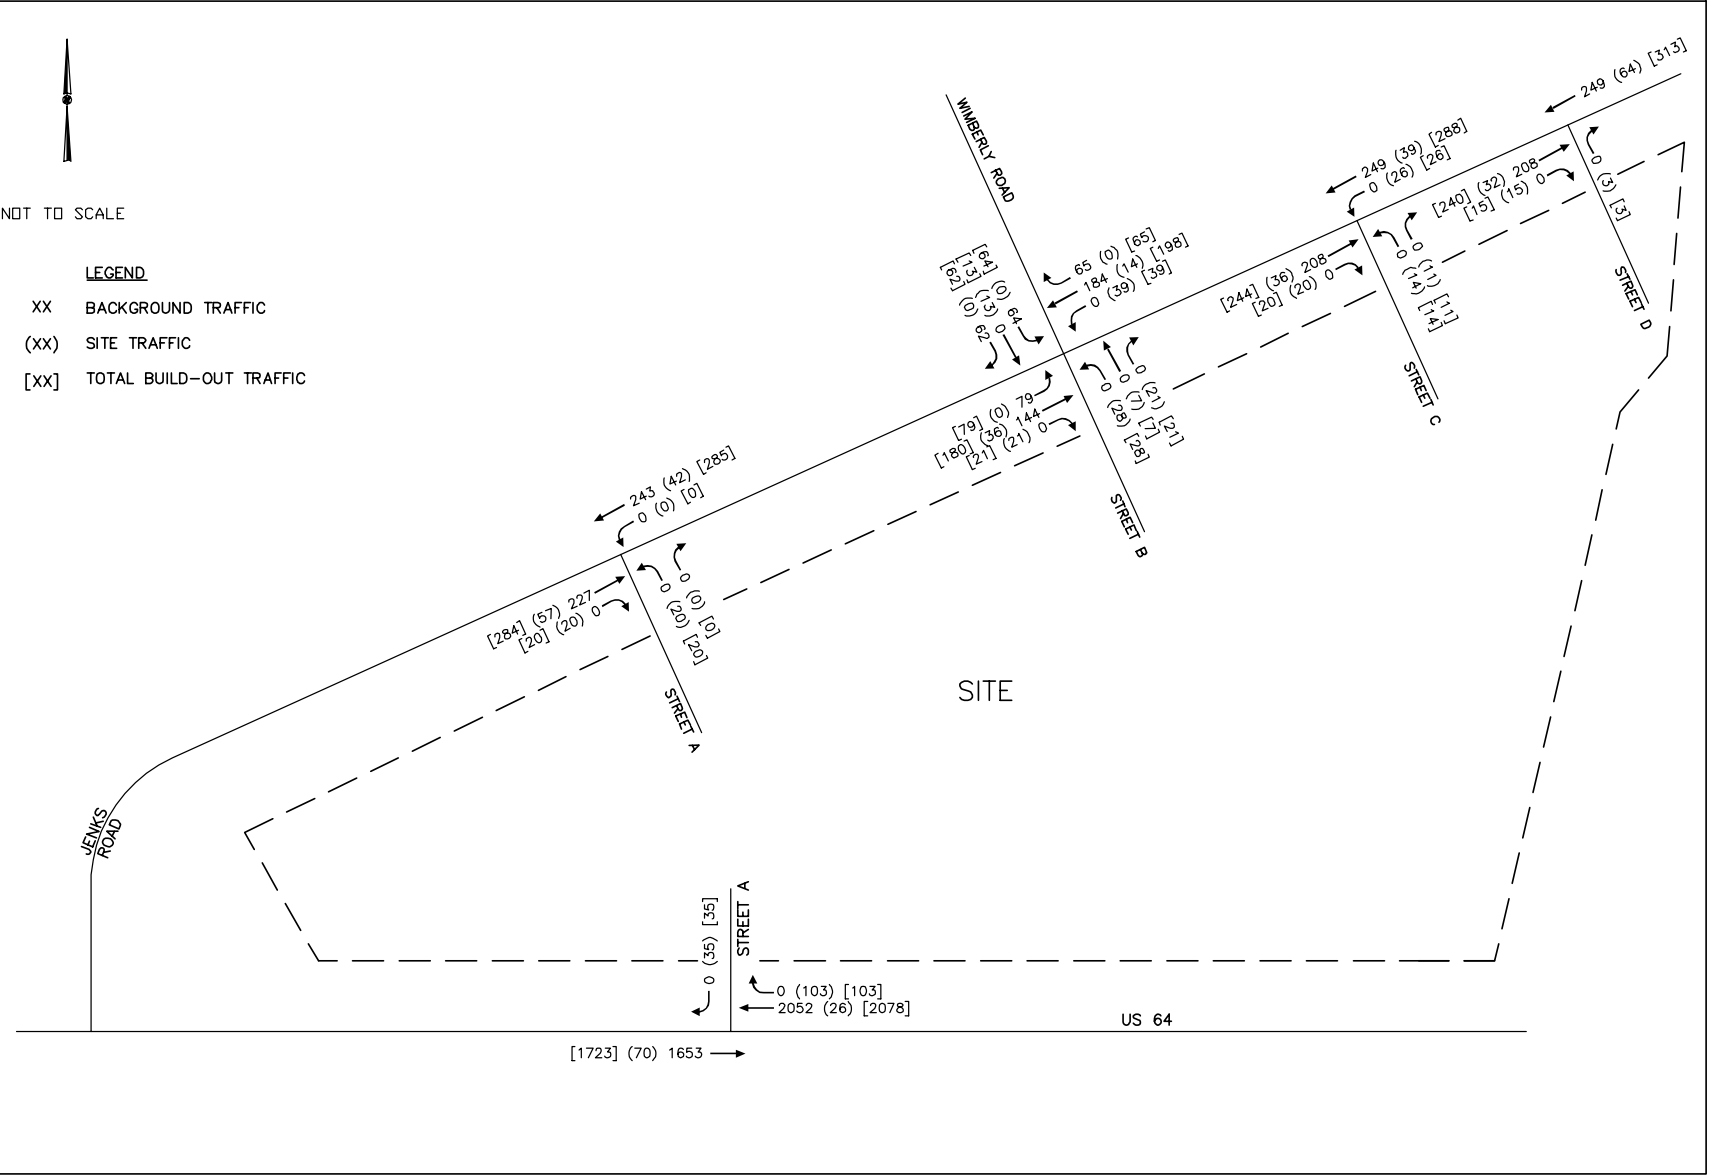 NOT TO SCALE
LEGEND
XX BACKGROUND TRAFFIC
(XX) SITE TRAFFIC
[XX] TOTAL BUILD-OUT TRAFFIC
249 (64) [313]
WIMBERLY ROAD
249 (39) [288]
0 (26) [26]
[240] (32) 208
[15] (15) 0
0 (3) [3]
STREET D
65 (0) [65]
184 (14) [198]
0 (39) [39]
[64] (0) 64
[13] (13) 0
[62] (0) 62
[244] (36) 208
[20] (20) 0
0 (11) [11]
0 (14) [14]
STREET C
[79] (0) 79
[180] (36) 144
[21] (21) 0
0 (21) [21]
0 (7) [7]
0 (28) [28]
STREET B
243 (42) [285]
0 (0) [0]
[284] (57) 227
[20] (20) 0
0 (0) [0]
0 (20) [20]
STREET A
SITE
JENKS
ROAD
0 (35) [35]
STREET A
0 (103) [103]
2052 (26) [2078]
US 64
[1723] (70) 1653